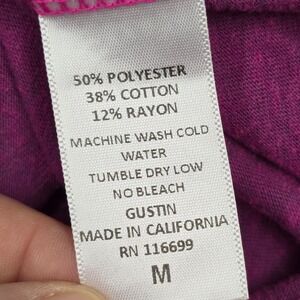 50% POLYESTER
38% COTTON
12% RAYON
MACHINE WASH COLD
WATER
TUMBLE DRY LOW
NO BLEACH
GUSTIN
MADE IN CALIFORNIA
RN 116699
M